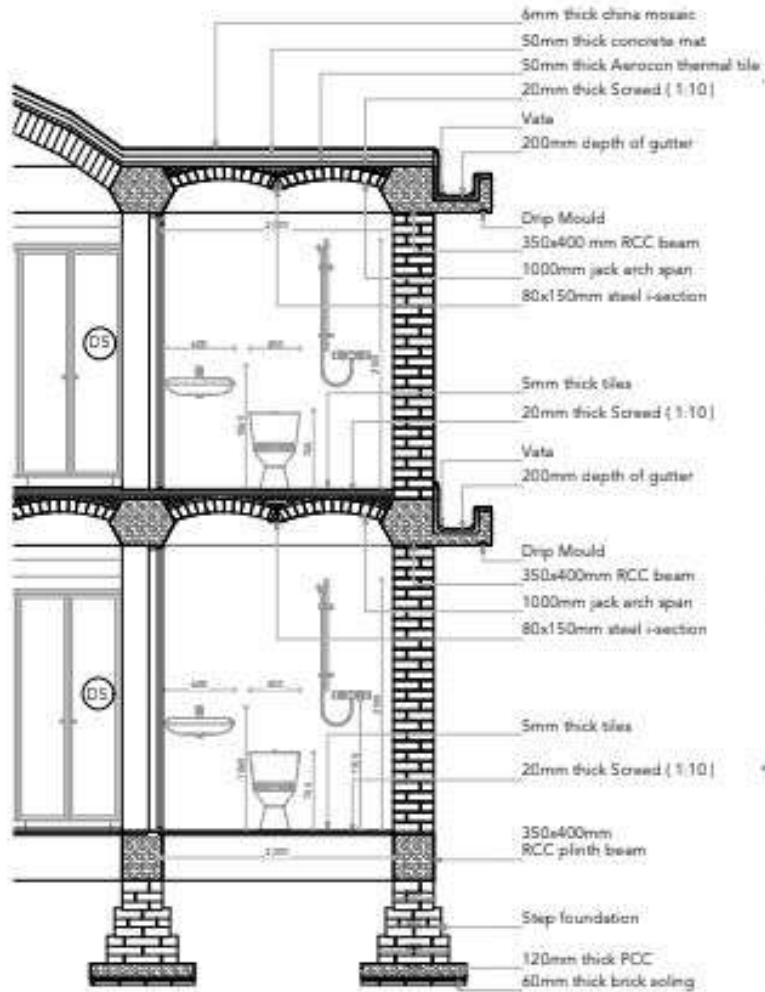 6mm thick china mosaic
50mm thick concrete mat
50mm thick Aerocon thermal tile
20mm thick Screed ( 1:10 )
Vata
200mm depth of gutter
Drip Mould
350x400 mm RCC beam
1000mm jack arch span
80x150mm steel i-section
DS
600
5mm thick tiles
20mm thick Screed ( 1:10 )
Vata
200mm depth of gutter
Drip Mould
350x400mm RCC beam
1000mm jack arch span
80x150mm steel i-section
DS
600
5mm thick tiles
20mm thick Screed ( 1:10 )
350x400mm
RCC plinth beam
Step foundation
120mm thick PCC
60mm thick brick soling